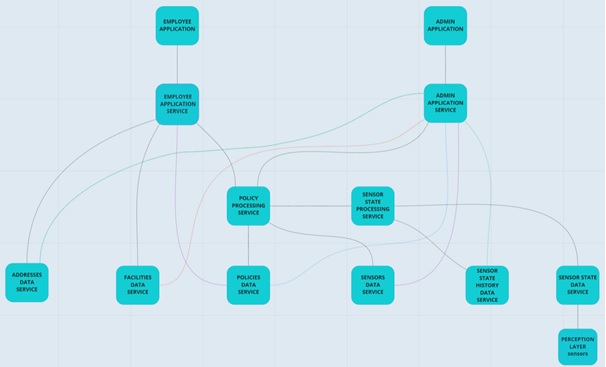 EMPLOYEE
APPLICATION
ADMIN
APPLICATION
EMPLOYEE
APPLICATION
SERVICE
ADMIN
APPLICATION
SERVICE
POLICY
PROCESSING
SERVICE
SENSOR
STATE
PROCESSING
SERVICE
ADDRESSES
DATA
SERVICE
FACILITIES
DATA
SERVICE
POLICIES
DATA
SERVICE
SENSORS
DATA
SERVICE
SENSOR
STATE
HISTORY
DATA
SERVICE
SENSOR STATE
DATA
SERVICE
PERCEPTION
LAYER
sensors